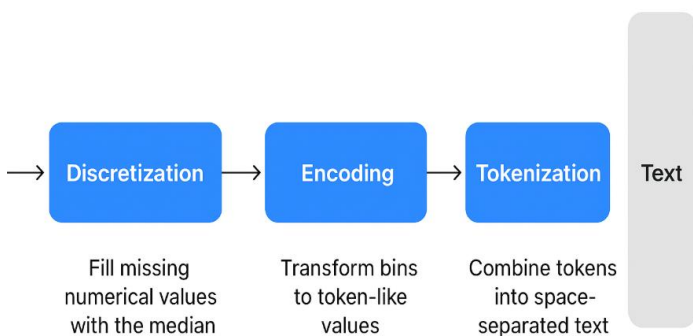 Discretization
Encoding
Tokenization
Text
Fill missing
numerical values
with the median
Transform bins
to token-like
values
Combine tokens
into space-
separated text